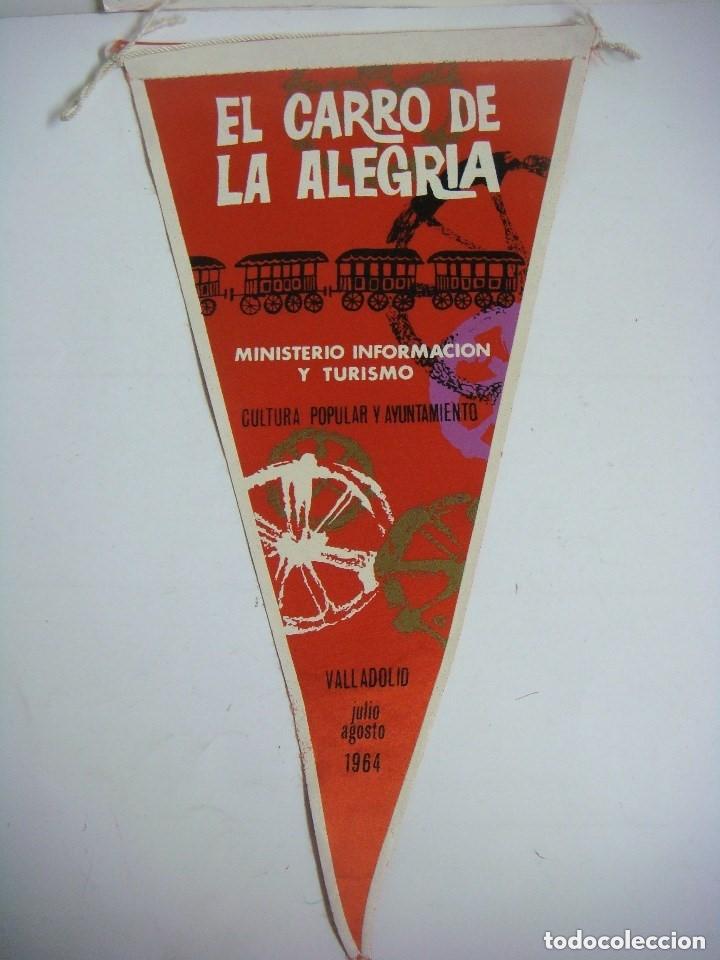 EL CARRO DE
LA ALEGRIA
MINISTERIO INFORMACION
Y TURISMO
CULTURA POPULAR Y AYUNTAMIENTO
VALLADOLID
julio
agosto
1964
todocoleccion